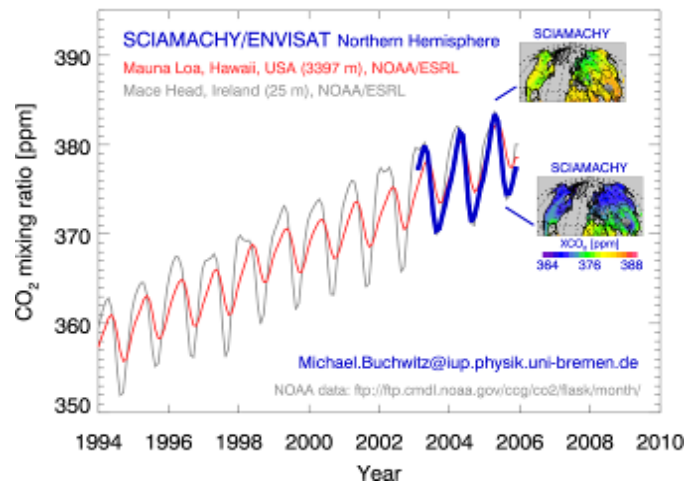 SCIAMACHY/ENVISAT Northern Hemisphere
Mauna Loa, Hawaii, USA (3397 m), NOAA/ESRL
Mace Head, Ireland (25 m), NOAA/ESRL
SCIAMACHY
SCIAMACHY
XCO₂ [ppm]
364 376 388
CO₂ mixing ratio [ppm]
390
380
370
360
350
Michael.Buchwitz@iup.physik.uni-bremen.de
NOAA data: ftp://ftp.cmdl.noaa.gov/ccg/co2/flask/month/
1994 1996 1998 2000 2002 2004 2006 2008 2010
Year